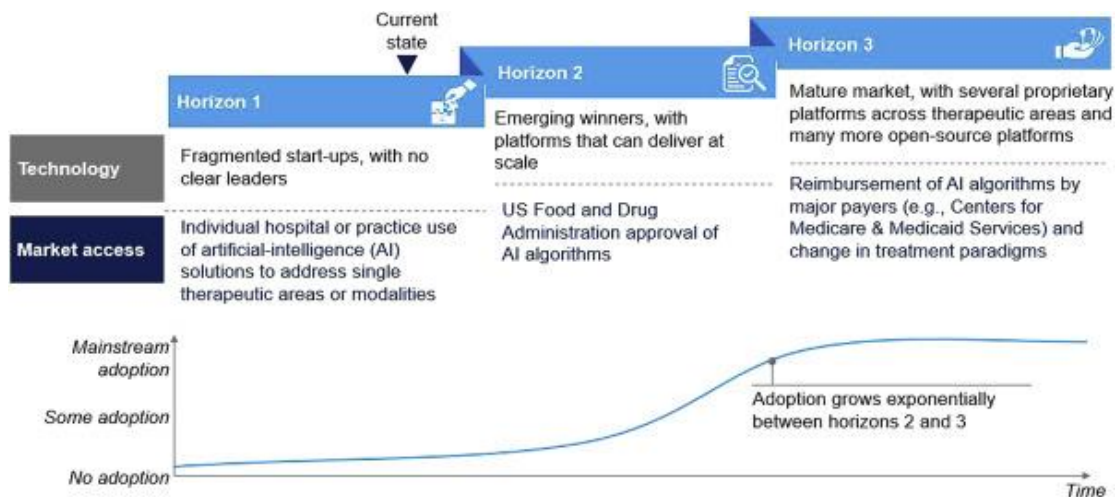 Current
state
Horizon 1
Horizon 2
Horizon 3
Technology
Fragmented start-ups, with no
clear leaders
Emerging winners, with
platforms that can deliver at
scale
Mature market, with several proprietary
platforms across therapeutic areas and
many more open-source platforms
Market access
Individual hospital or practice use
of artificial-intelligence (AI)
solutions to address single
therapeutic areas or modalities
US Food and Drug
Administration approval of
AI algorithms
Reimbursement of AI algorithms by
major payers (e.g., Centers for
Medicare & Medicaid Services) and
change in treatment paradigms
Mainstream
adoption
Some adoption
No adoption
Adoption grows exponentially
between horizons 2 and 3
Time